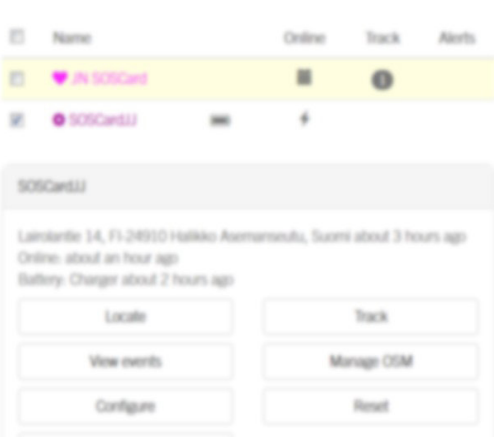 Name Online Track Alerts
JN SOSCard
SOSCardJJ
SOSCardJJ
Lairolantie 14, FI-24910 Halikko Asemanseutu, Suomi about 3 hours ago
Online: about an hour ago
Battery: Charger about 2 hours ago
Locate Track
View events Manage OSM
Configure Reset